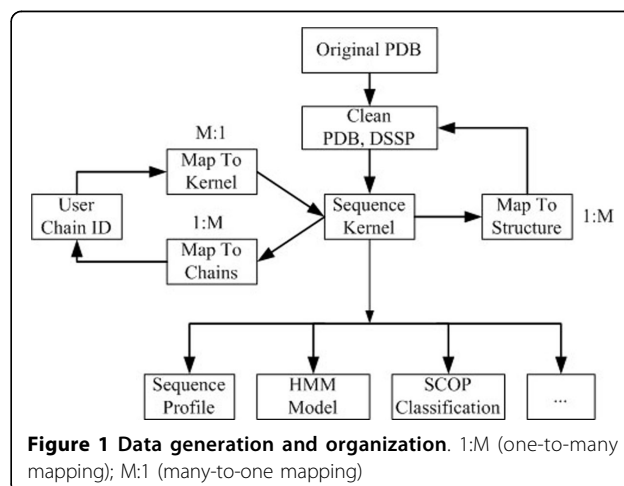 Original PDB
Clean
PDB, DSSP
M:1
Map To
Kernel
User
Chain ID
1:M
Map To
Chains
Sequence
Kernel
Map To
Structure
1:M
Sequence
Profile
HMM
Model
SCOP
Classification
...
Figure 1 Data generation and organization. 1:M (one-to-many
mapping); M:1 (many-to-one mapping)